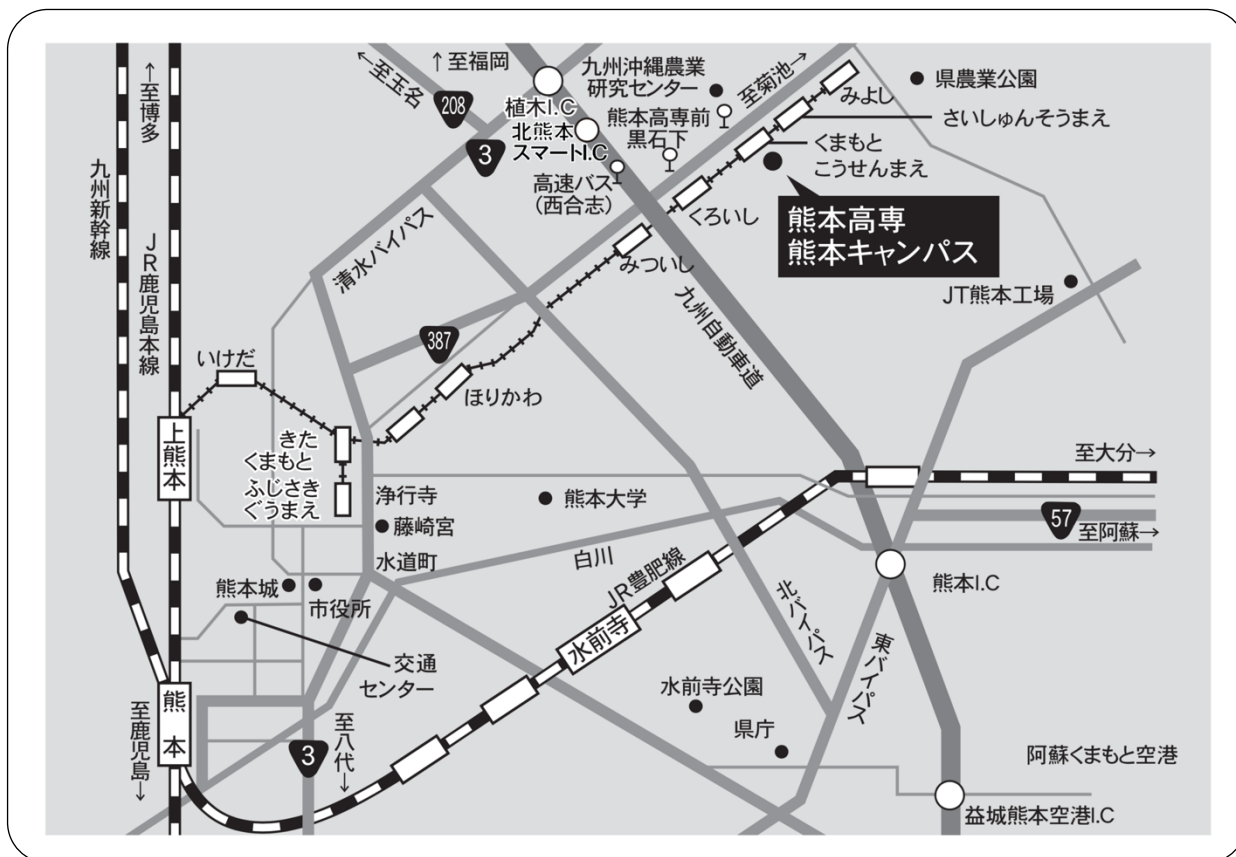 ←至玉名
↑至福岡
208
植木I.C
北熊本
スマートI.C
3
九州沖縄農業
研究センター
熊本高専前
黒石下
高速バス
(西合志)
至菊池→
みよし
県農業公園
さいしゅんそうまえ
くまもと
こうせんまえ
熊本高専
熊本キャンパス
くろいし
みついし
JT熊本工場
←至博多
九州新幹線
JR鹿児島本線
清水バイパス
387
九州自動車道
いけだ
ほりかわ
上熊本
きた
くまもと
ふじさき
ぐうまえ
浄行寺
藤崎宮
水道町
熊本大学
白川
至大分→
57
至阿蘇→
熊本I.C
熊本城
市役所
交通
センター
JR豊肥線
水前寺
北バイパス
東バイパス
水前寺公園
県庁
熊本
至鹿児島→
3
至八代→
阿蘇くまもと空港
益城熊本空港I.C